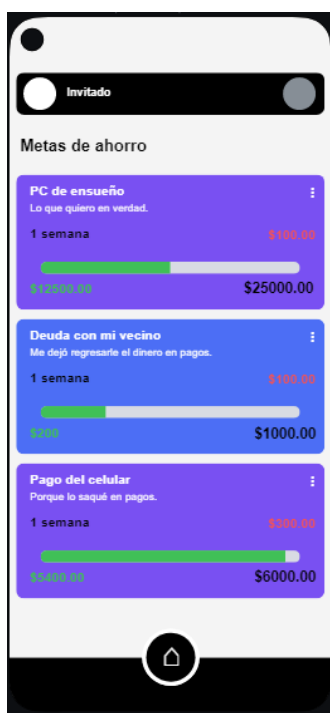 Invitado
Metas de ahorro
PC de ensueño
Lo que quiero en verdad.
1 semana $100.00
$12500.00 $25000.00
Deuda con mi vecino
Me dejó regresarle el dinero en pagos.
1 semana $100.00
$200 $1000.00
Pago del celular
Porque lo saqué en pagos.
1 semana $300.00
$5400.00 $6000.00